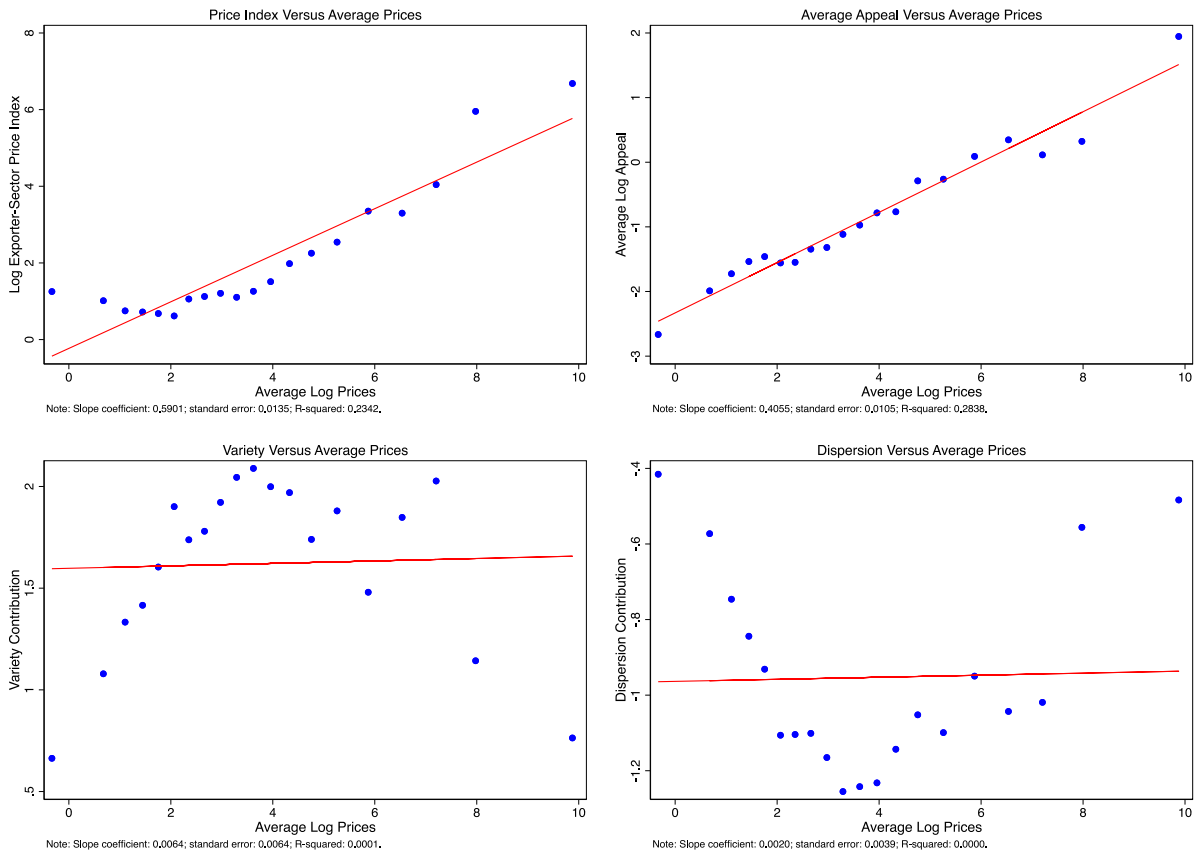 Price Index Versus Average Prices
Log Exporter-Sector Price Index
8
6
4
2
0
0 2 4 6 8 10
Average Log Prices
Note: Slope coefficient: 0.5901; standard error: 0.0135; R-squared: 0.2342.
Average Appeal Versus Average Prices
Average Log Appeal
2
1
0
-1
-2
-3
0 2 4 6 8 10
Average Log Prices
Note: Slope coefficient: 0.4055; standard error: 0.0105; R-squared: 0.2838.
Variety Versus Average Prices
Variety Contribution
2
1.5
1
.5
0 2 4 6 8 10
Average Log Prices
Note: Slope coefficient: 0.0064; standard error: 0.0064; R-squared: 0.0001.
Dispersion Versus Average Prices
Dispersion Contribution
-.4
-.6
-.8
-1
-1.2
0 2 4 6 8 10
Average Log Prices
Note: Slope coefficient: 0.0020; standard error: 0.0039; R-squared: 0.0000.